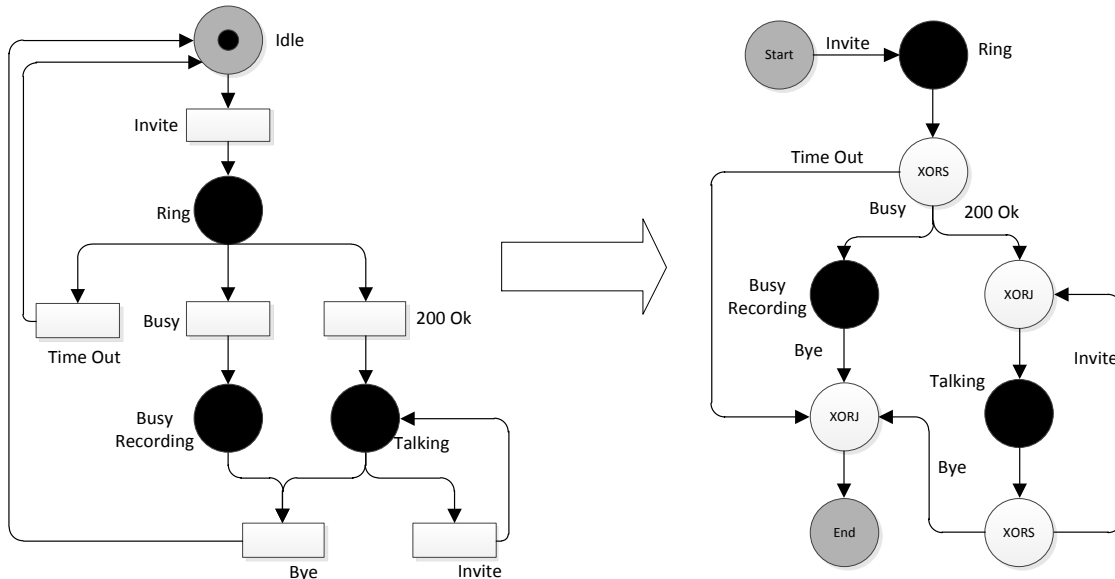 Idle
Invite
Ring
Time Out
Busy
200 Ok
Busy
Recording
Talking
Bye
Invite
Start
Invite
Ring
Time Out
XORS
Busy
200 Ok
Busy
Recording
XORJ
Bye
Invite
Talking
XORJ
Bye
End
XORS